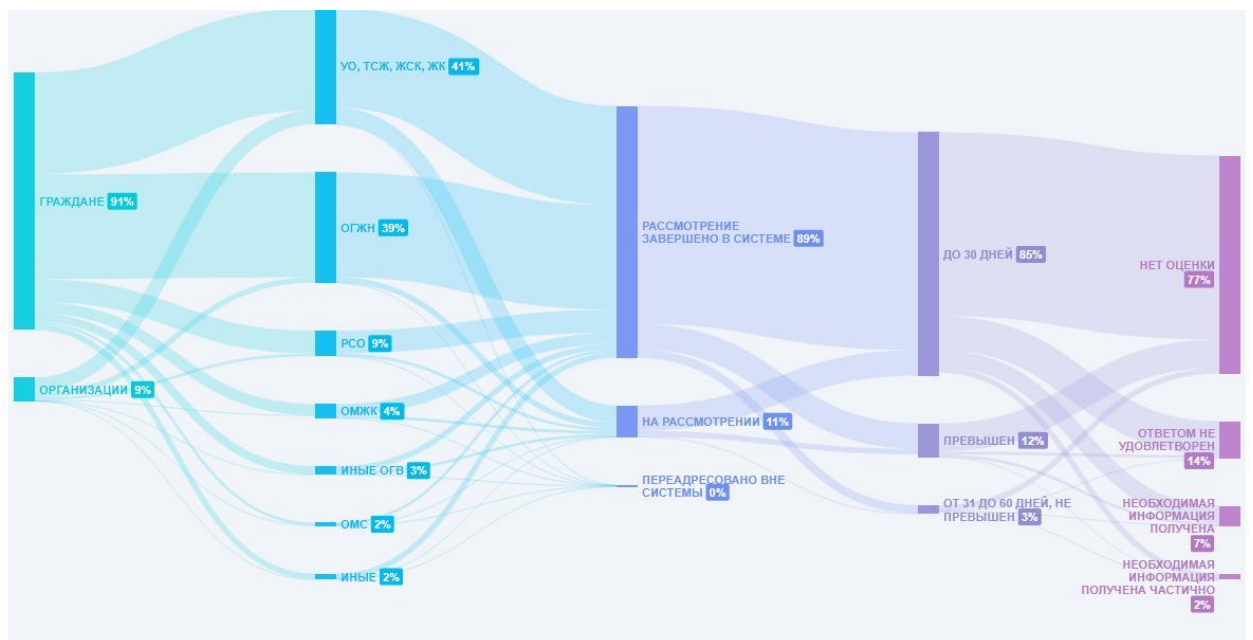 ГРАЖДАНЕ 91%
ОРГАНИЗАЦИИ 9%
УО, ТСЖ, ЖСК, ЖК 41%
ОГЖН 39%
РСО 9%
ОМЖК 4%
ИНЫЕ ОГВ 3%
ОМС 2%
ИНЫЕ 2%
РАССМОТРЕНИЕ
ЗАВЕРШЕНО В СИСТЕМЕ 89%
НА РАССМОТРЕНИИ 11%
ПЕРЕАДРЕСОВАНО ВНЕ
СИСТЕМЫ 0%
ДО 30 ДНЕЙ 85%
ПРЕВЫШЕН 12%
ОТ 31 ДО 60 ДНЕЙ, НЕ
ПРЕВЫШЕН 3%
НЕТ ОЦЕНКИ
77%
ОТВЕТОМ НЕ
УДОВЛЕТВОРЕН
14%
НЕОБХОДИМАЯ
ИНФОРМАЦИЯ
ПОЛУЧЕНА
7%
НЕОБХОДИМАЯ
ИНФОРМАЦИЯ
ПОЛУЧЕНА ЧАСТИЧНО
2%